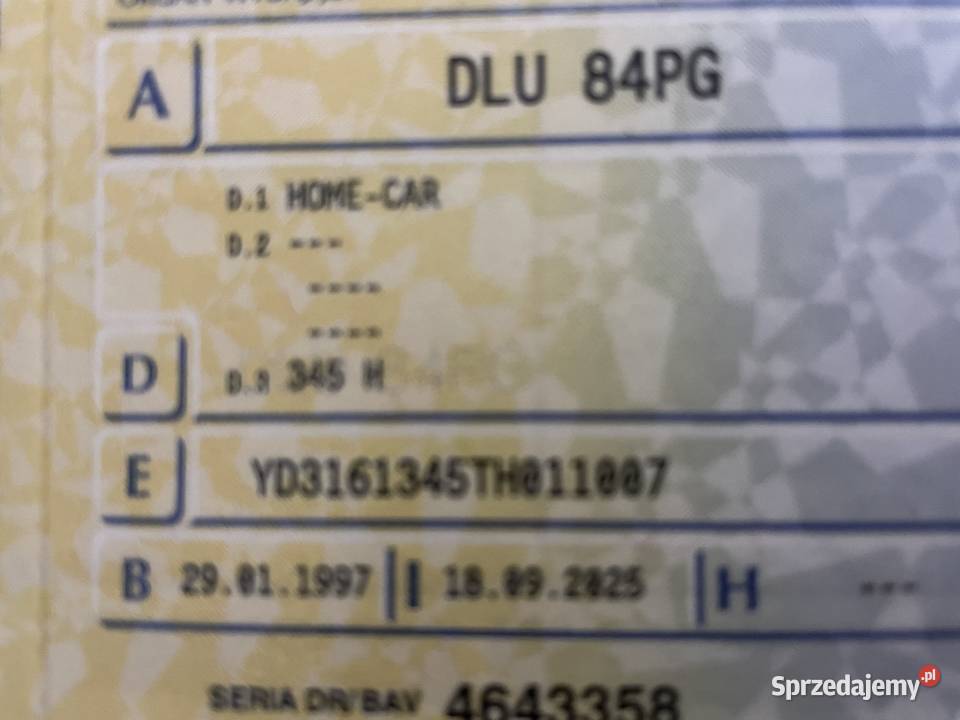 A DLU 84PG
D.1 HOME-CAR
D.2 ---
----
----
D D.3 345 H
E YD3161345TH011007
B 29.01.1997 I 18.09.2025 H ---
SERIA DR/BAV 4643358
Sprzedajemy.pl